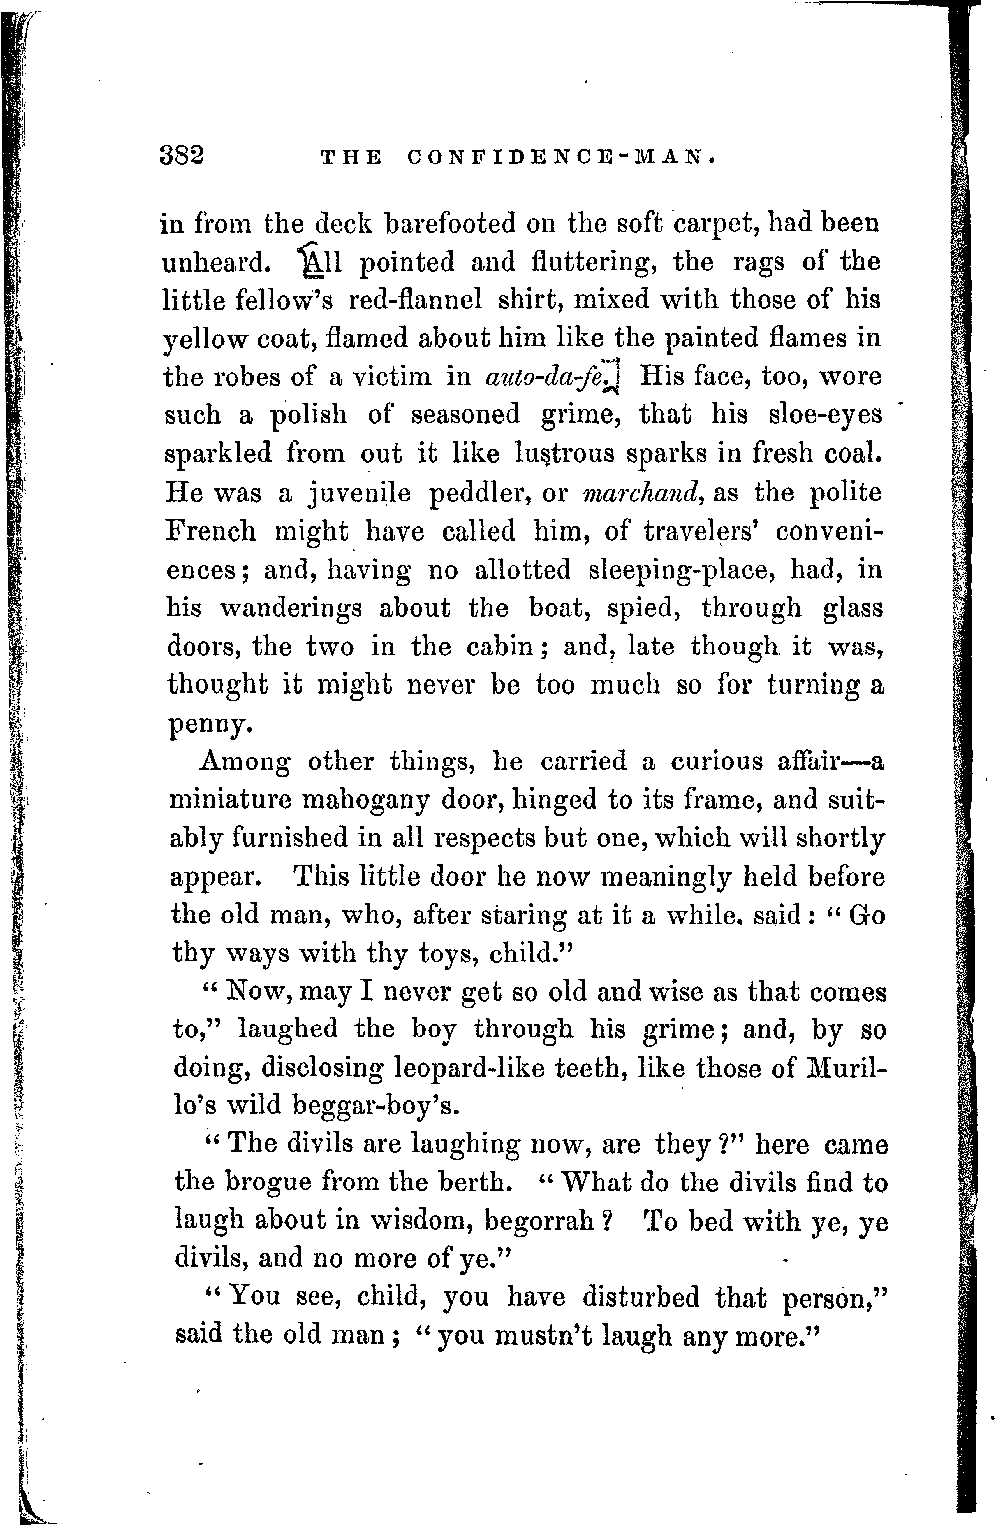 382 THE CONFIDENCE-MAN.
in from the deck barefooted on the soft carpet, had been
unheard. All pointed and fluttering, the rags of the
little fellow's red-flannel shirt, mixed with those of his
yellow coat, flamed about him like the painted flames in
the robes of a victim in auto-da-fe. His face, too, wore
such a polish of seasoned grime, that his sloe-eyes
sparkled from out it like lustrous sparks in fresh coal.
He was a juvenile peddler, or marchand, as the polite
French might have called him, of travelers' conveni-
ences; and, having no allotted sleeping-place, had, in
his wanderings about the boat, spied, through glass
doors, the two in the cabin; and, late though it was,
thought it might never be too much so for turning a
penny.
Among other things, he carried a curious affair—a
miniature mahogany door, hinged to its frame, and suit-
ably furnished in all respects but one, which will shortly
appear. This little door he now meaningly held before
the old man, who, after staring at it a while, said: "Go
thy ways with thy toys, child."
"Now, may I never get so old and wise as that comes
to," laughed the boy through his grime; and, by so
doing, disclosing leopard-like teeth, like those of Muril-
lo's wild beggar-boy's.
"The divils are laughing now, are they?" here came
the brogue from the berth. "What do the divils find to
laugh about in wisdom, begorrah? To bed with ye, ye
divils, and no more of ye."
"You see, child, you have disturbed that person,"
said the old man; "you mustn't laugh any more."